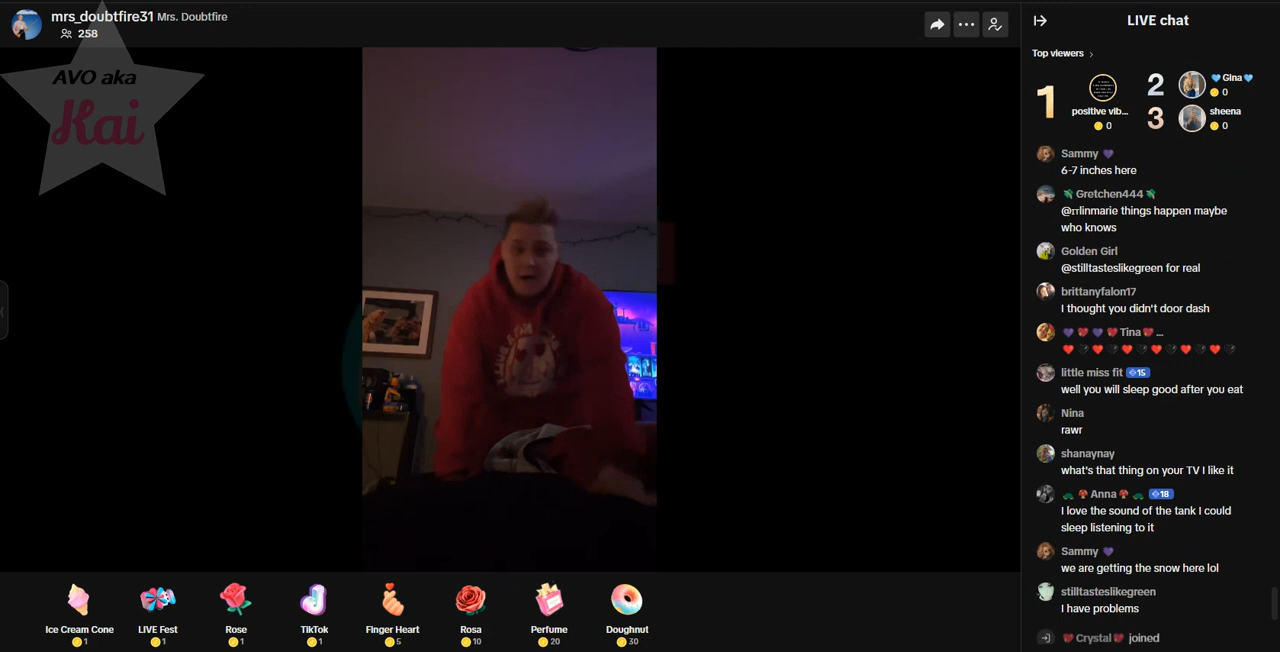 mrs_doubtfire31 Mrs. Doubtfire
258
AVO aka
Kai
LIVE chat
Top viewers
1
positive vib...
0
2
💙Gina💙
0
3
sheena
0
Sammy 💜
6-7 inches here
Gretchen444
@rrlinmarie things happen maybe
who knows
Golden Girl
@stilltasteslikegreen for real
brittanyfalon17
I thought you didn't door dash
💜💖💜💖Tina💖...
❤️🖤❤️🖤❤️🖤❤️🖤❤️🖤❤️🖤
little miss fit 15
well you will sleep good after you eat
Nina
rawr
shanaynay
what's that thing on your TV I like it
🐢🍄Anna🍄🐢 18
I love the sound of the tank I could
sleep listening to it
Sammy 💜
we are getting the snow here lol
stilltasteslikegreen
I have problems
💖Crystal💖 joined
Ice Cream Cone
1
LIVE Fest
1
Rose
1
TikTok
1
Finger Heart
5
Rosa
10
Perfume
20
Doughnut
30